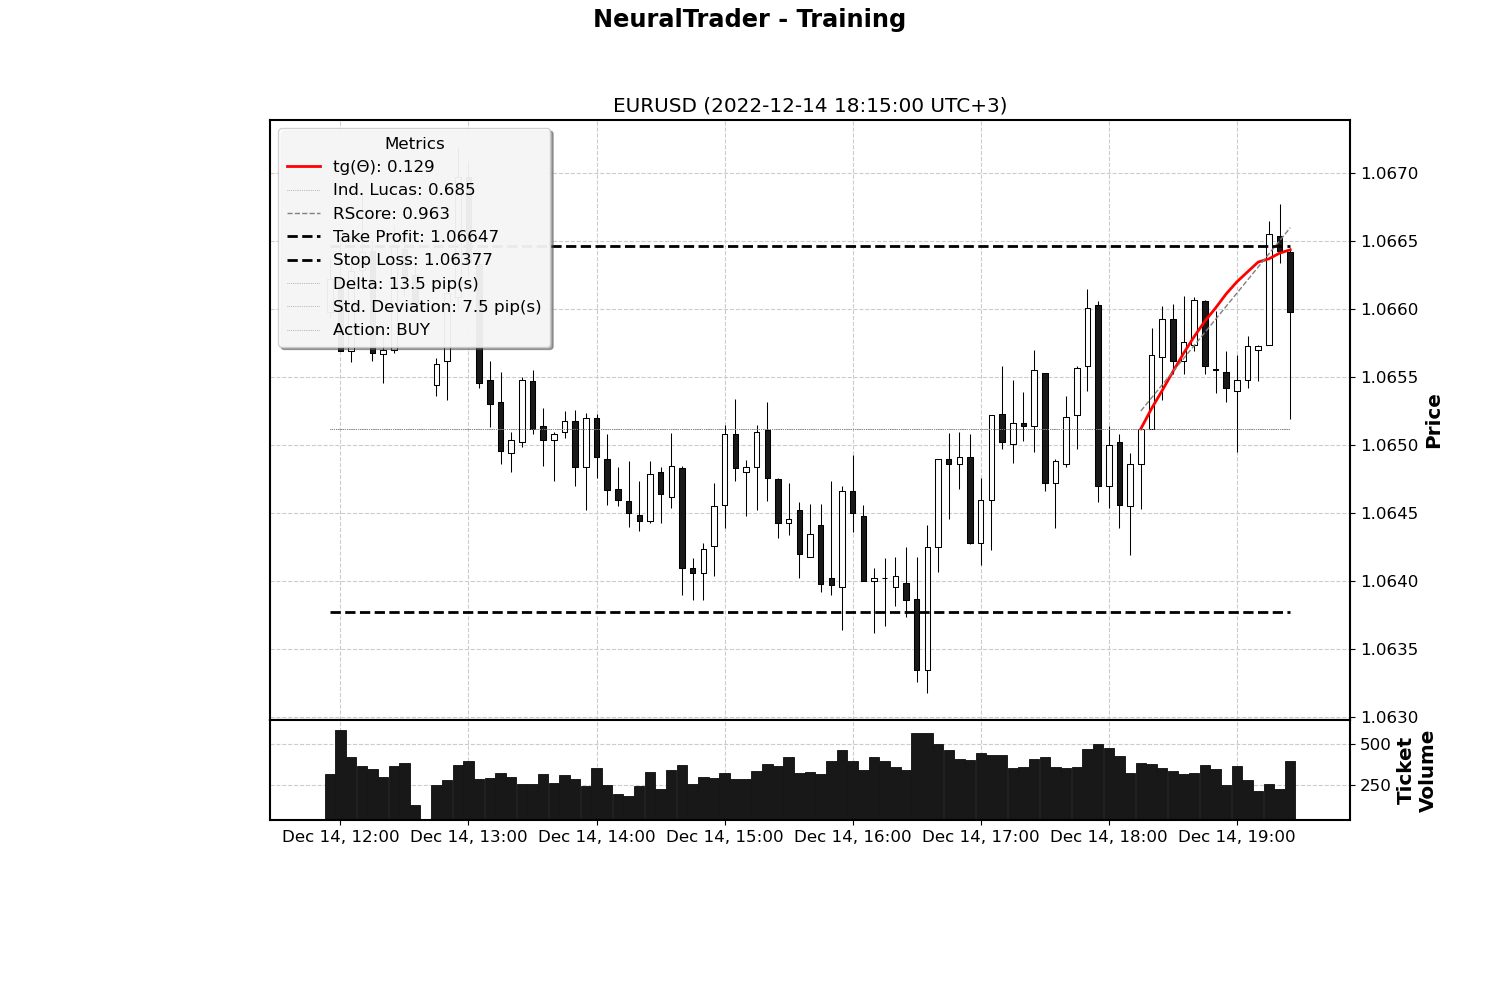 NeuralTrader - Training
EURUSD (2022-12-14 18:15:00 UTC+3)
Metrics
tg(Θ): 0.129
Ind. Lucas: 0.685
RScore: 0.963
Take Profit: 1.06647
Stop Loss: 1.06377
Delta: 13.5 pip(s)
Std. Deviation: 7.5 pip(s)
Action: BUY
1.0670
1.0665
1.0660
1.0655
1.0650
1.0645
1.0640
1.0635
1.0630
Price
500
250
Ticket
Volume
Dec 14, 12:00 Dec 14, 13:00 Dec 14, 14:00 Dec 14, 15:00 Dec 14, 16:00 Dec 14, 17:00 Dec 14, 18:00 Dec 14, 19:00